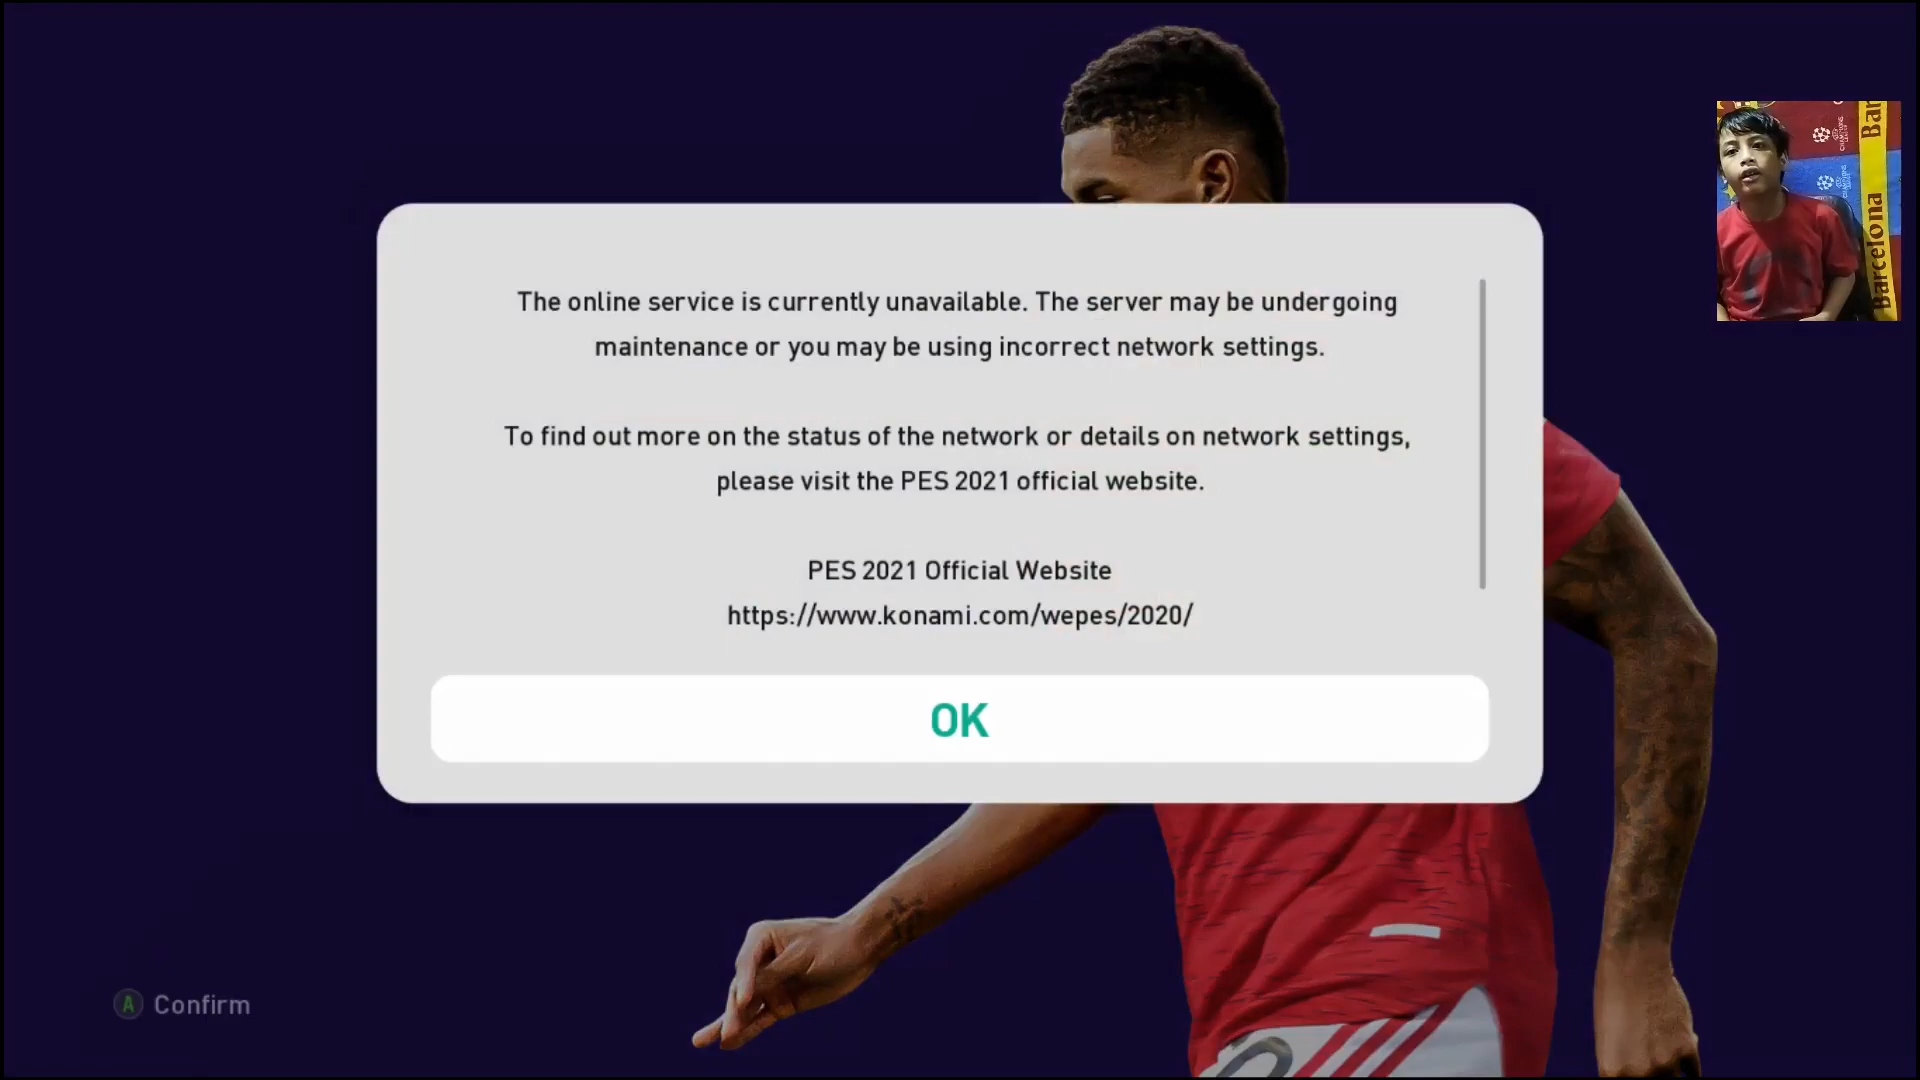 The online service is currently unavailable. The server may be undergoing
maintenance or you may be using incorrect network settings.
To find out more on the status of the network or details on network settings,
please visit the PES 2021 official website.
PES 2021 Official Website
https://www.konami.com/wepes/2020/
OK
A Confirm
Barcelona
Bar